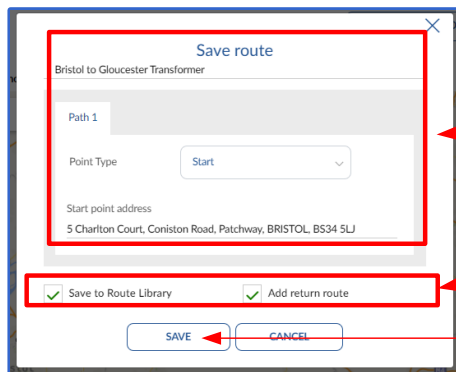 Save route
Bristol to Gloucester Transformer
Path 1
Point Type
Start
Start point address
5 Charlton Court, Coniston Road, Patchway, BRISTOL, BS34 5LJ
Save to Route Library
Add return route
SAVE
CANCEL